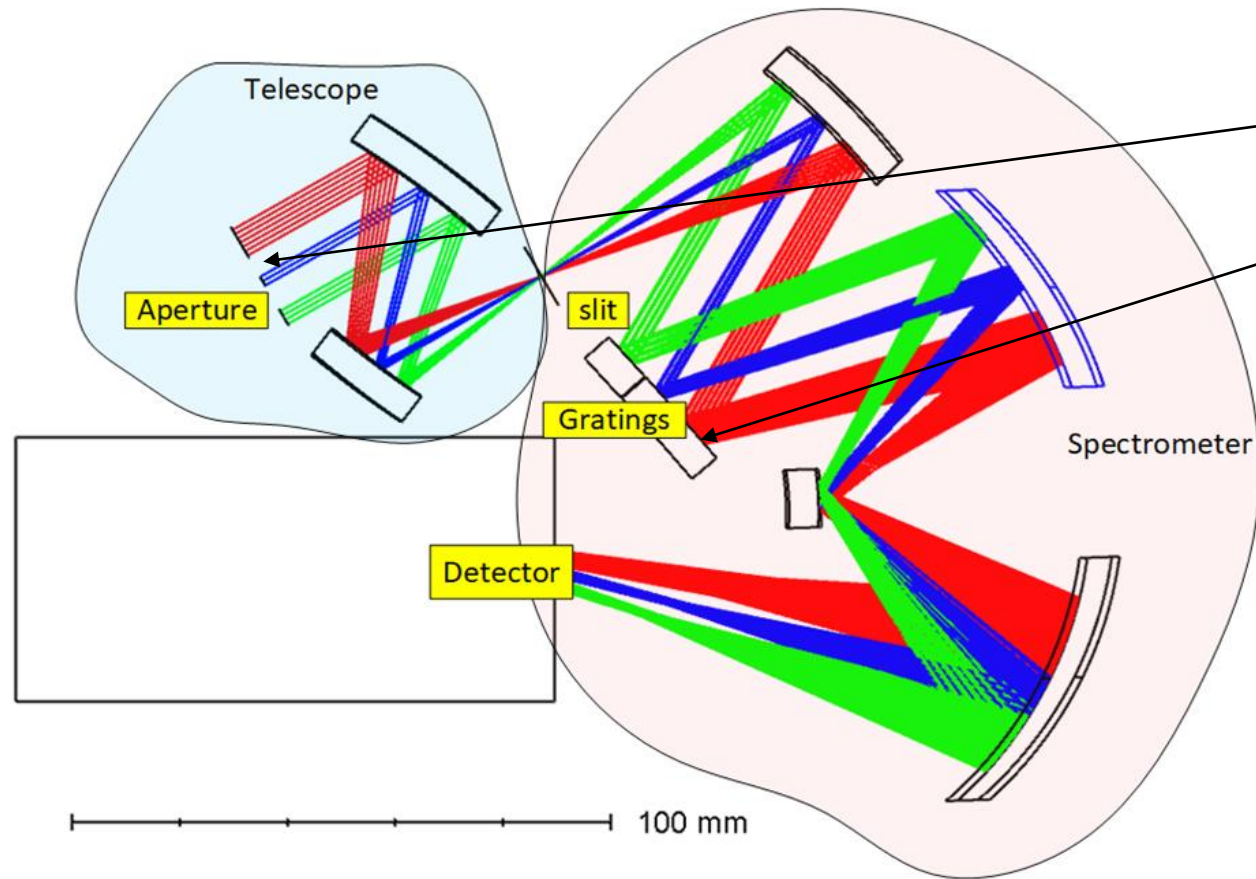 Telescope
Aperture
slit
Gratings
Spectrometer
Detector
100 mm